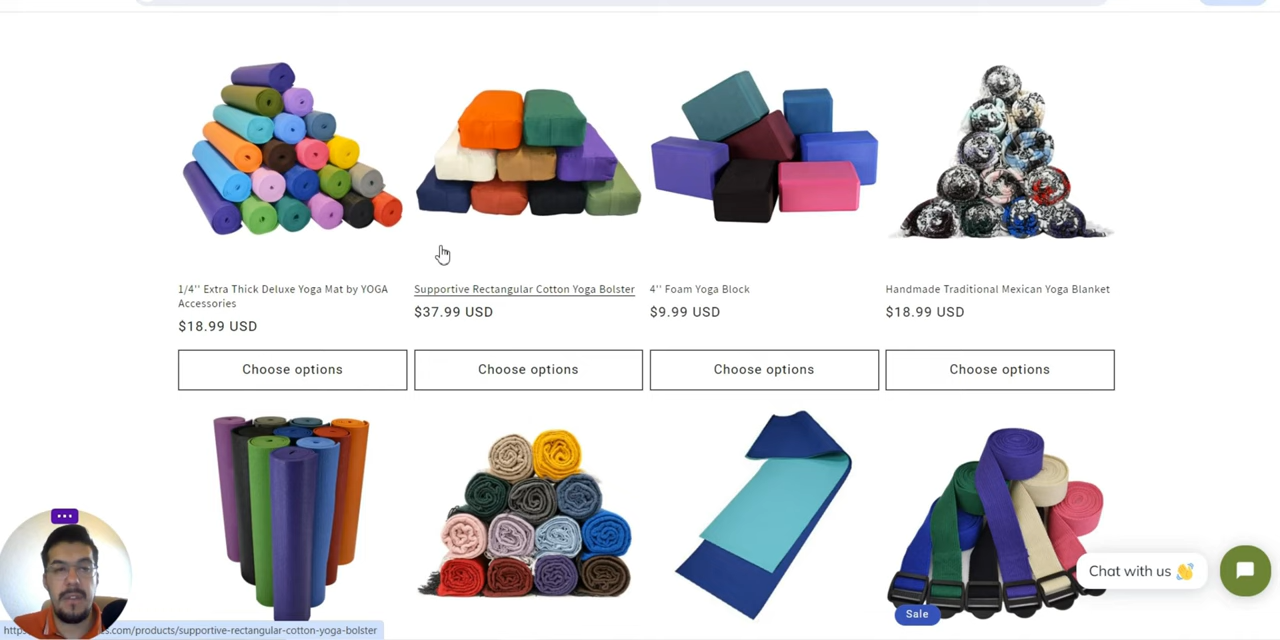 1/4'' Extra Thick Deluxe Yoga Mat by YOGA
Accessories
$18.99 USD
Choose options
Supportive Rectangular Cotton Yoga Bolster
$37.99 USD
Choose options
4'' Foam Yoga Block
$9.99 USD
Choose options
Handmade Traditional Mexican Yoga Blanket
$18.99 USD
Choose options
Chat with us 👋
Sale
es.com/products/supportive-rectangular-cotton-yoga-bolster